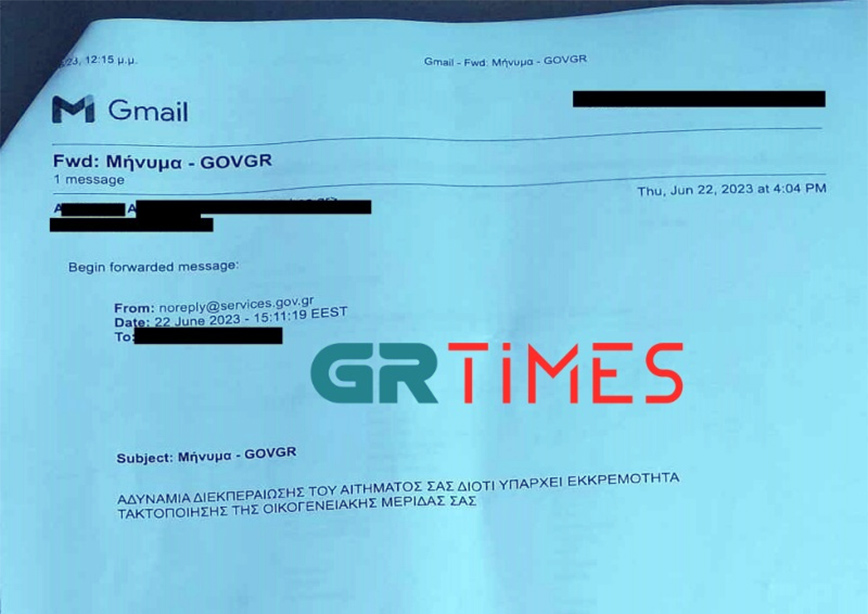 23, 12:15 μ.μ.
Gmail - Fwd: Μήνυμα - GOVGR
Gmail
Fwd: Μήνυμα - GOVGR
1 message
Thu, Jun 22, 2023 at 4:04 PM
Begin forwarded message:
From: noreply@services.gov.gr
Date: 22 June 2023 - 15:11:19 EEST
To:
GRTiMES
Subject: Μήνυμα - GOVGR
ΑΔΥΝΑΜΙΑ ΔΙΕΚΠΕΡΑΙΩΣΗΣ ΤΟΥ ΑΙΤΗΜΑΤΟΣ ΣΑΣ ΔΙΟΤΙ ΥΠΑΡΧΕΙ ΕΚΚΡΕΜΟΤΗΤΑ
ΤΑΚΤΟΠΟΙΗΣΗΣ ΤΗΣ ΟΙΚΟΓΕΝΕΙΑΚΗΣ ΜΕΡΙΔΑΣ ΣΑΣ